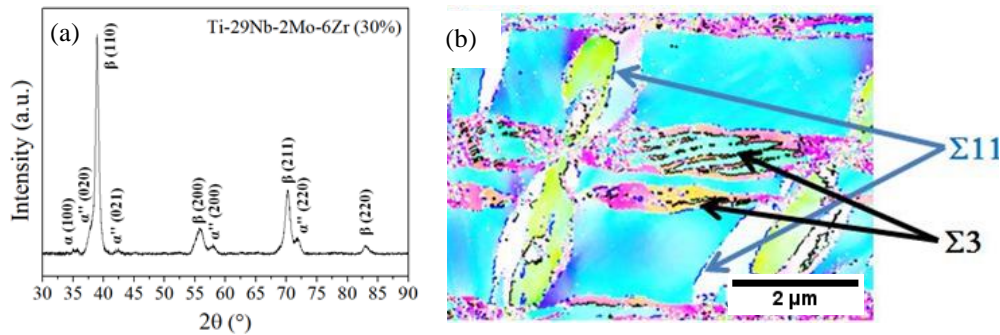 (a)
Ti-29Nb-2Mo-6Zr (30%)
Intensity (a.u.)
α (100)
α'' (020)
β (110)
α'' (021)
β (200)
α'' (200)
β (211)
α'' (220)
β (220)
30 35 40 45 50 55 60 65 70 75 80 85 90
2θ (°)
(b)
Σ11
Σ3
2 µm